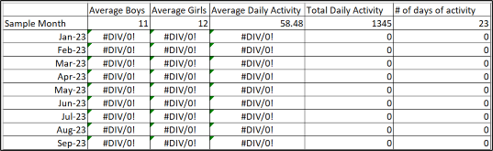 Average Boys Average Girls Average Daily Activity Total Daily Activity # of days of activity
Sample Month 11 12 58.48 1345 23
Jan-23 #DIV/0! #DIV/0! #DIV/0! 0 0
Feb-23 #DIV/0! #DIV/0! #DIV/0! 0 0
Mar-23 #DIV/0! #DIV/0! #DIV/0! 0 0
Apr-23 #DIV/0! #DIV/0! #DIV/0! 0 0
May-23 #DIV/0! #DIV/0! #DIV/0! 0 0
Jun-23 #DIV/0! #DIV/0! #DIV/0! 0 0
Jul-23 #DIV/0! #DIV/0! #DIV/0! 0 0
Aug-23 #DIV/0! #DIV/0! #DIV/0! 0 0
Sep-23 #DIV/0! #DIV/0! #DIV/0! 0 0